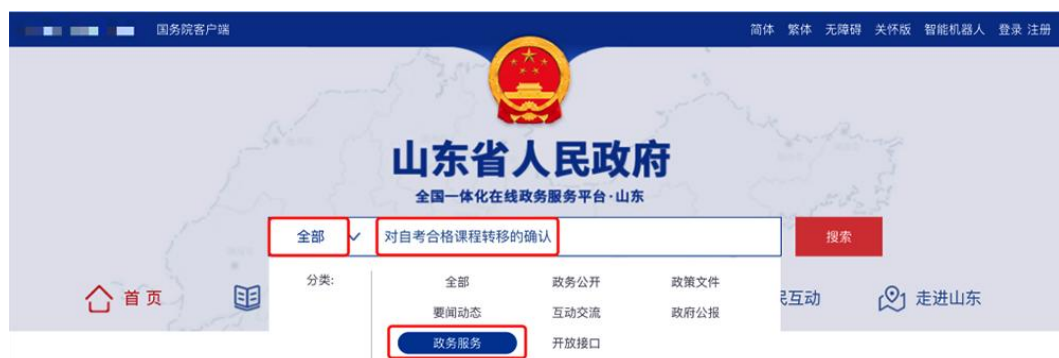 国务院客户端 简体 繁体 无障碍 关怀版 智能机器人 登录 注册
山东省人民政府
全国一体化在线政务服务平台·山东
全部 对自考合格课程转移的确认 搜索
分类: 全部 政务公开 政策文件
首页 互动 走进山东
要闻动态 互动交流 政府公报
政务服务 开放接口